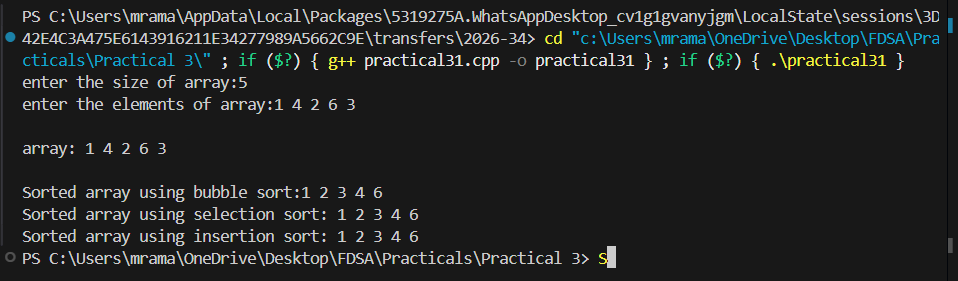 PS C:\Users\mrama\AppData\Local\Packages\5319275A.WhatsAppDesktop_cv1g1gvanyjgm\LocalState\sessions\3D
42E4C3A475E6143916211E34277989A5662C9E\transfers\2026-34> cd "c:\Users\mrama\OneDrive\Desktop\FDSA\Pra
cticals\Practical 3\" ; if ($?) { g++ practical31.cpp -o practical31 } ; if ($?) { .\practical31 }
enter the size of array:5
enter the elements of array:1 4 2 6 3
array: 1 4 2 6 3
Sorted array using bubble sort:1 2 3 4 6
Sorted array using selection sort: 1 2 3 4 6
Sorted array using insertion sort: 1 2 3 4 6
PS C:\Users\mrama\OneDrive\Desktop\FDSA\Practicals\Practical 3> S